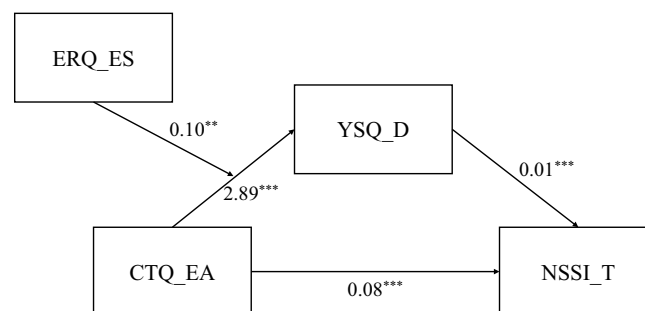 ERQ_ES
YSQ_D
0.10**
0.01***
2.89***
CTQ_EA
NSSI_T
0.08***